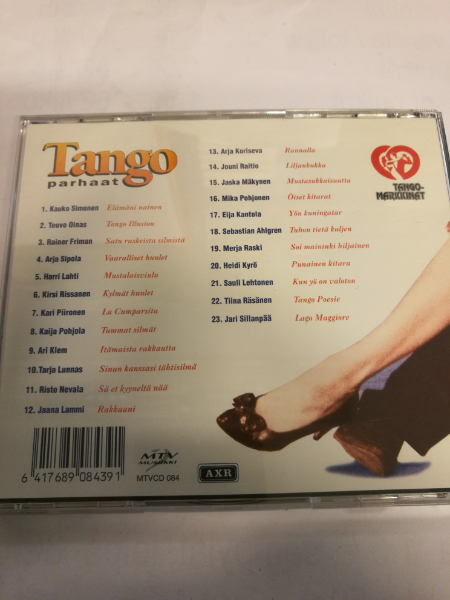 Tango
parhaat
1. Kauko Simonen Elämäni nainen
2. Teuvo Oinas Tango Illusion
3. Rainer Friman Satu ruskeista silmistä
4. Arja Sipola Vaaralliset huulet
5. Harri Lahti Mustalaisviulu
6. Kirsi Rissanen Kylmät huulet
7. Kari Piironen La Cumparsita
8. Kaija Pohjola Tummat silmät
9. Ari Klem Itämaista rakkautta
10. Tarja Lunnas Sinun kanssasi tähtisilmä
11. Risto Nevala Sä et kyyneltä nää
12. Jaana Lammi Rakkaani
13. Arja Koriseva Rannalla
14. Jouni Raitio Liljankukka
15. Jaska Mäkynen Mustasukkaisuutta
16. Mika Pohjonen Öiset kitarat
17. Eija Kantola Yön kuningatar
18. Sebastian Ahlgren Tuhon tietä kuljen
19. Merja Raski Soi maininki hiljainen
20. Heidi Kyrö Punainen kitara
21. Sauli Lehtonen Kun yö on valoton
22. Tiina Räsänen Tango Poesie
23. Jari Sillanpää Lago Maggiore
TANGO-
MARKKINAT
6 417689 084391
MTV
MUSIIKKI
MTVCD 084
AXR